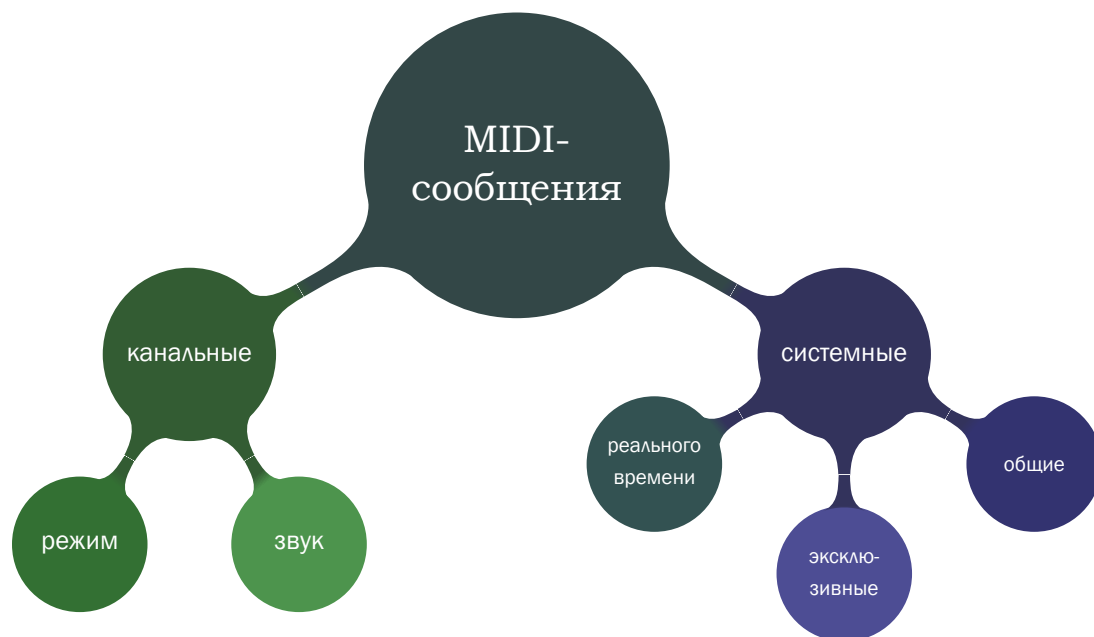 MIDI-
сообщения
канальные
системные
реального
времени
общие
режим
звук
эксклю-
зивные